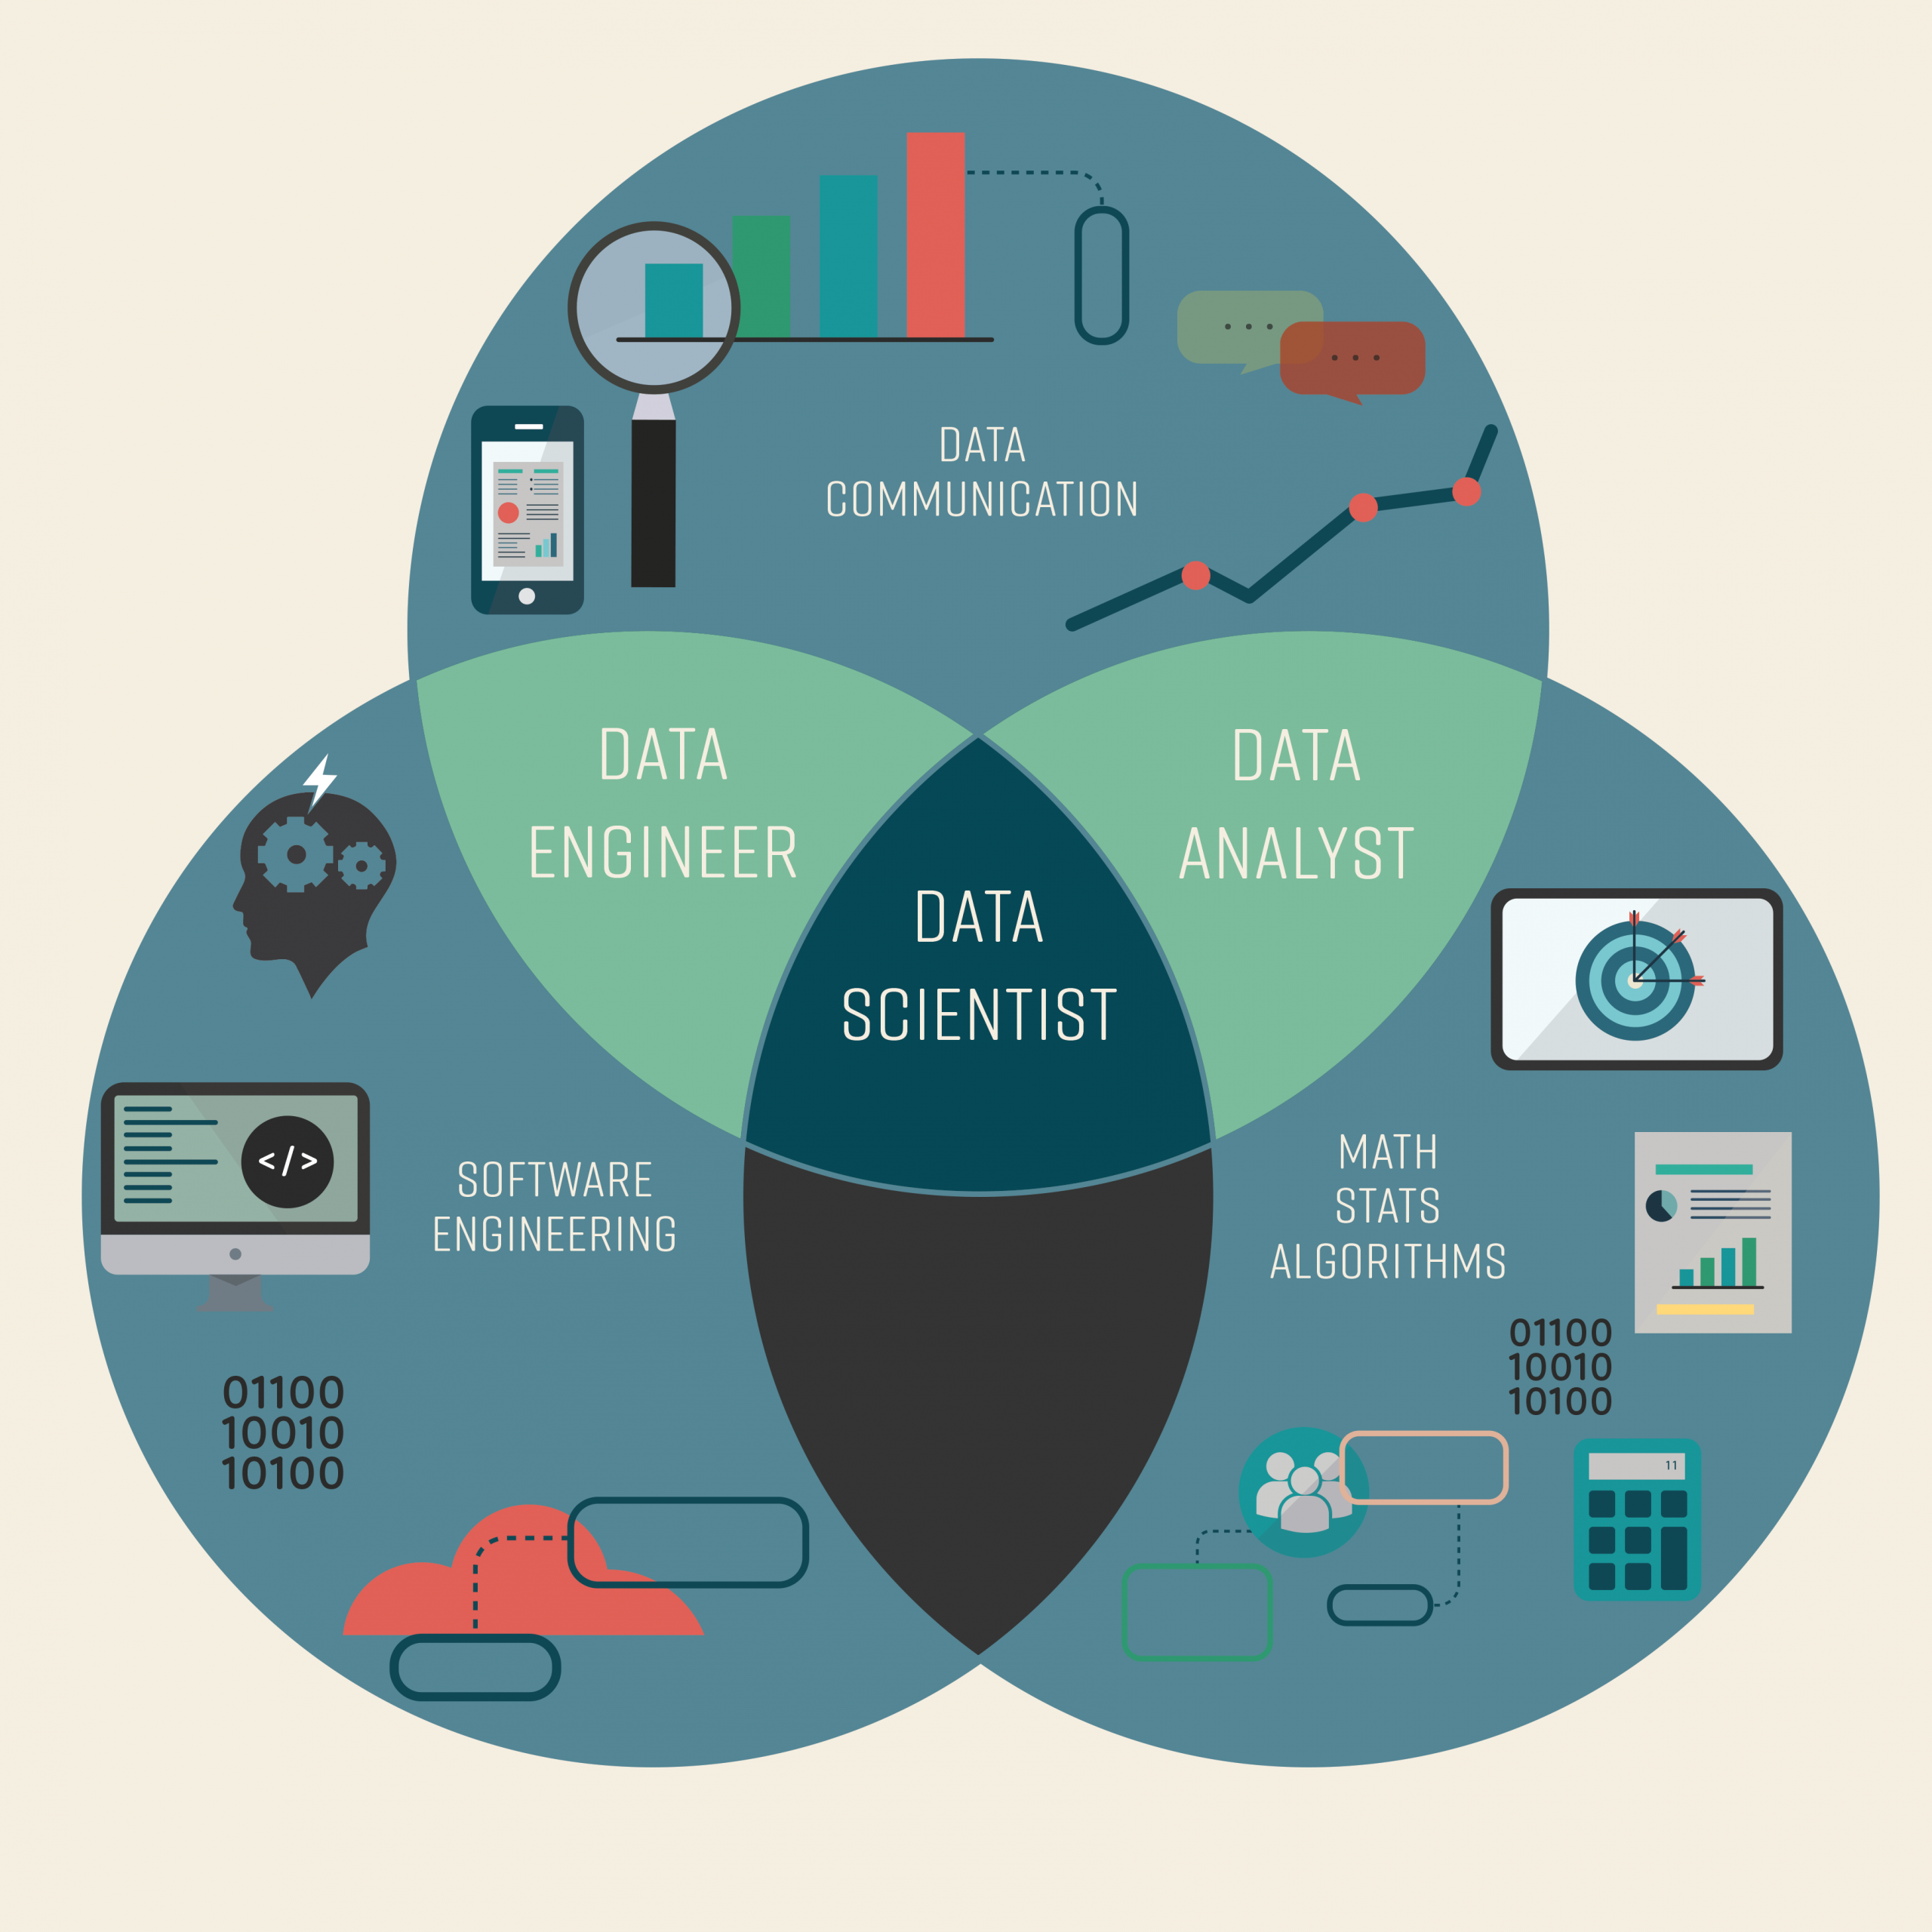 DATA
COMMUNICATION
DATA
ENGINEER
DATA
ANALYST
DATA
SCIENTIST
</>
SOFTWARE
ENGINEERING
MATH
STATS
ALGORITHMS
01100
10010
10100
01100
10010
10100
11